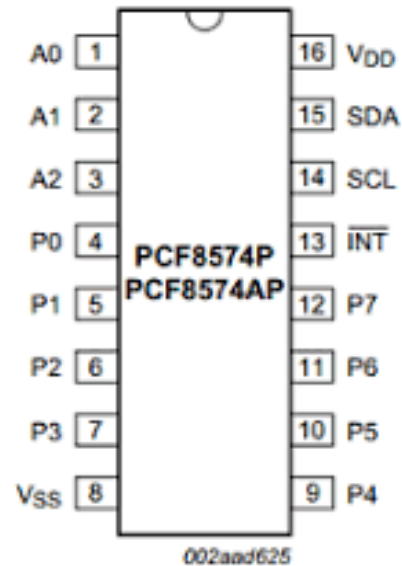 A0 1 16 VDD
A1 2 15 SDA
A2 3 14 SCL
P0 4 13 INT
PCF8574P
PCF8574AP
P1 5 12 P7
P2 6 11 P6
P3 7 10 P5
VSS 8 9 P4
002aad625